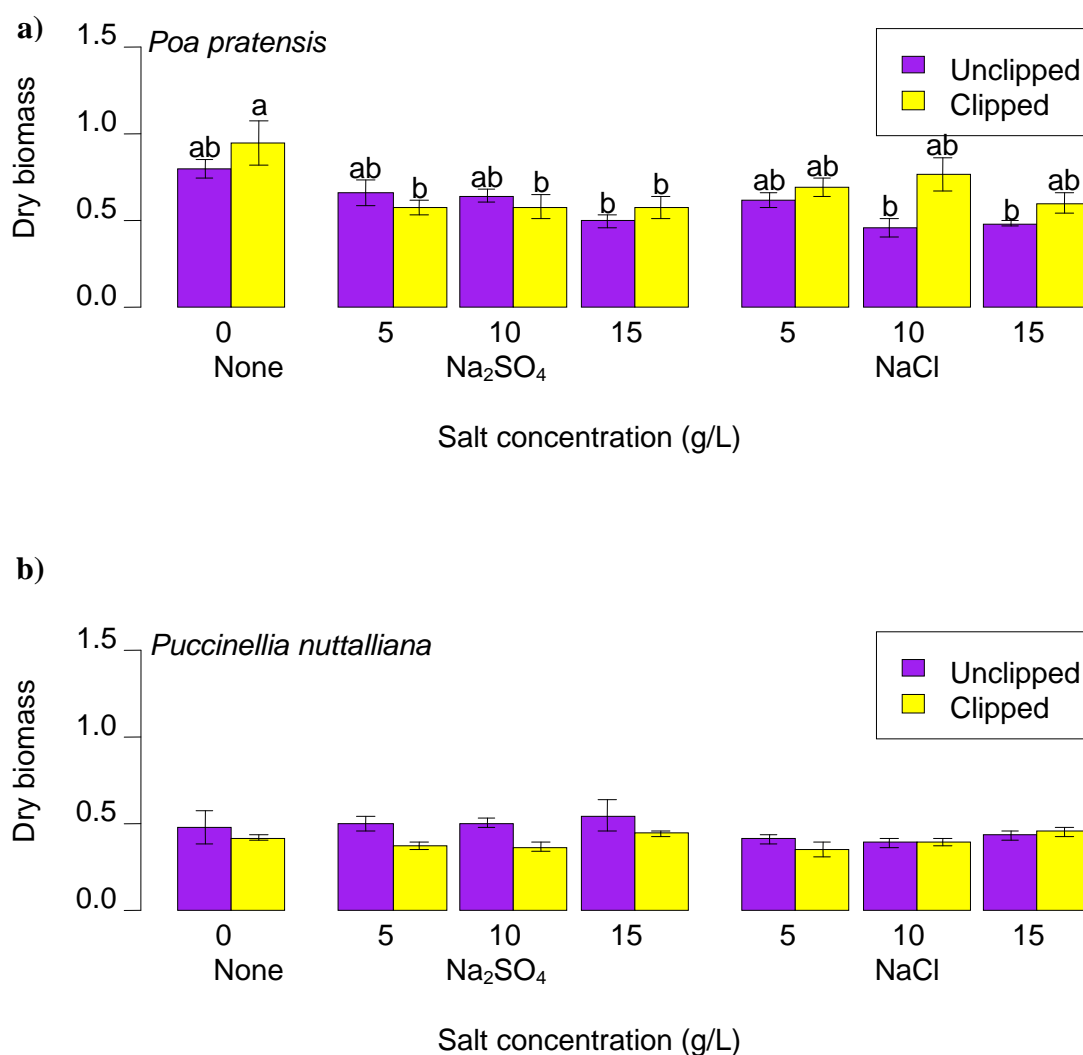 a)
Poa pratensis
Unclipped
Clipped
Dry biomass
1.5
1.0
0.5
0.0
ab a ab b ab b b b ab ab b ab b ab
0 5 10 15 5 10 15
None Na₂SO₄ NaCl
Salt concentration (g/L)
b)
Puccinellia nuttalliana
Unclipped
Clipped
Dry biomass
1.5
1.0
0.5
0.0
0 5 10 15 5 10 15
None Na₂SO₄ NaCl
Salt concentration (g/L)